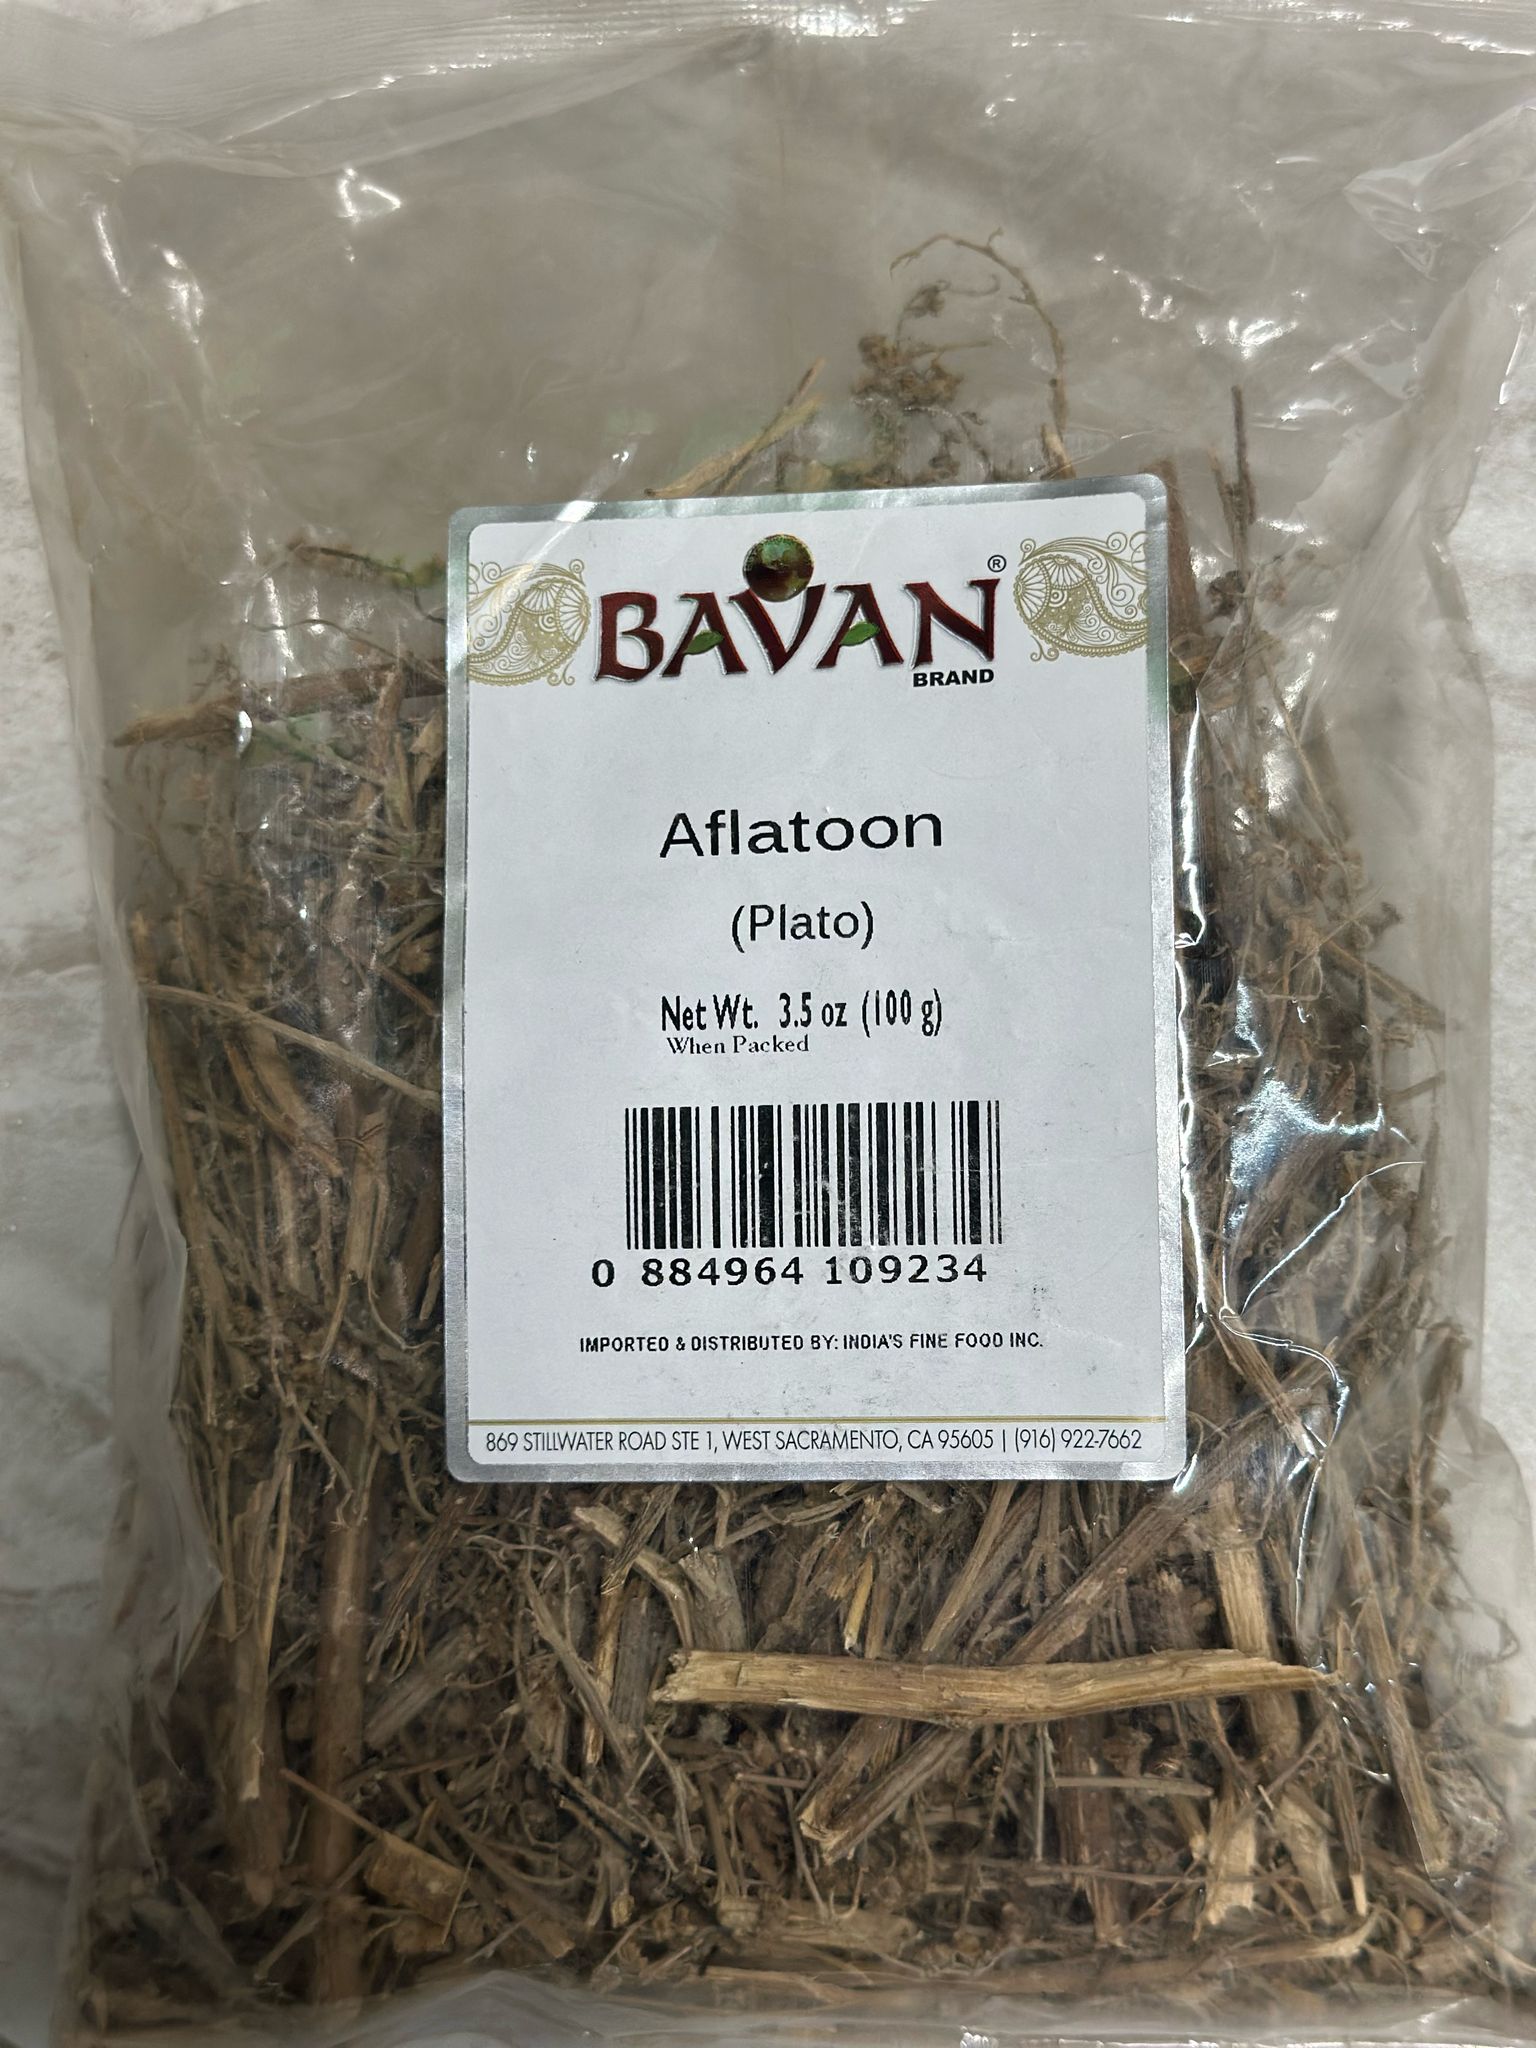 BAVAN®
BRAND
Aflatoon
(Plato)
Net Wt. 3.5 oz (100 g)
When Packed
0 884964 109234
IMPORTED & DISTRIBUTED BY: INDIA'S FINE FOOD INC.
869 STILLWATER ROAD STE 1, WEST SACRAMENTO, CA 95605 | (916) 922-7662